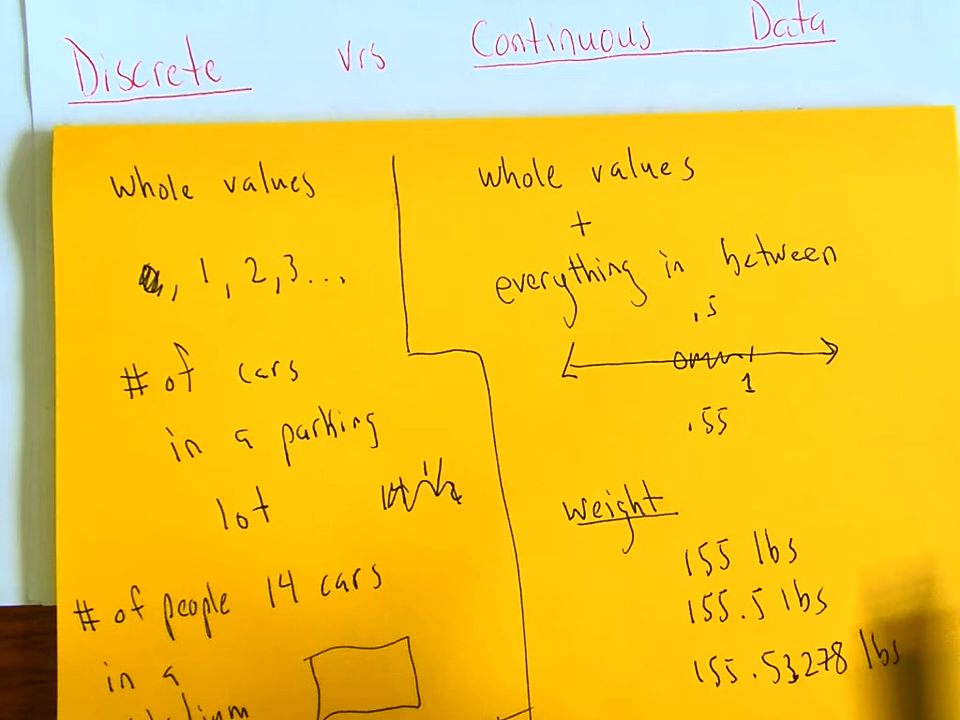 Discrete vrs Continuous Data
whole values
, 1, 2, 3...
# of cars
in a parking
lot
14 cars
# of people
in a
whole values
+
everything in between
.5
1
.55
weight
155 lbs
155.5 lbs
155.53278 lbs